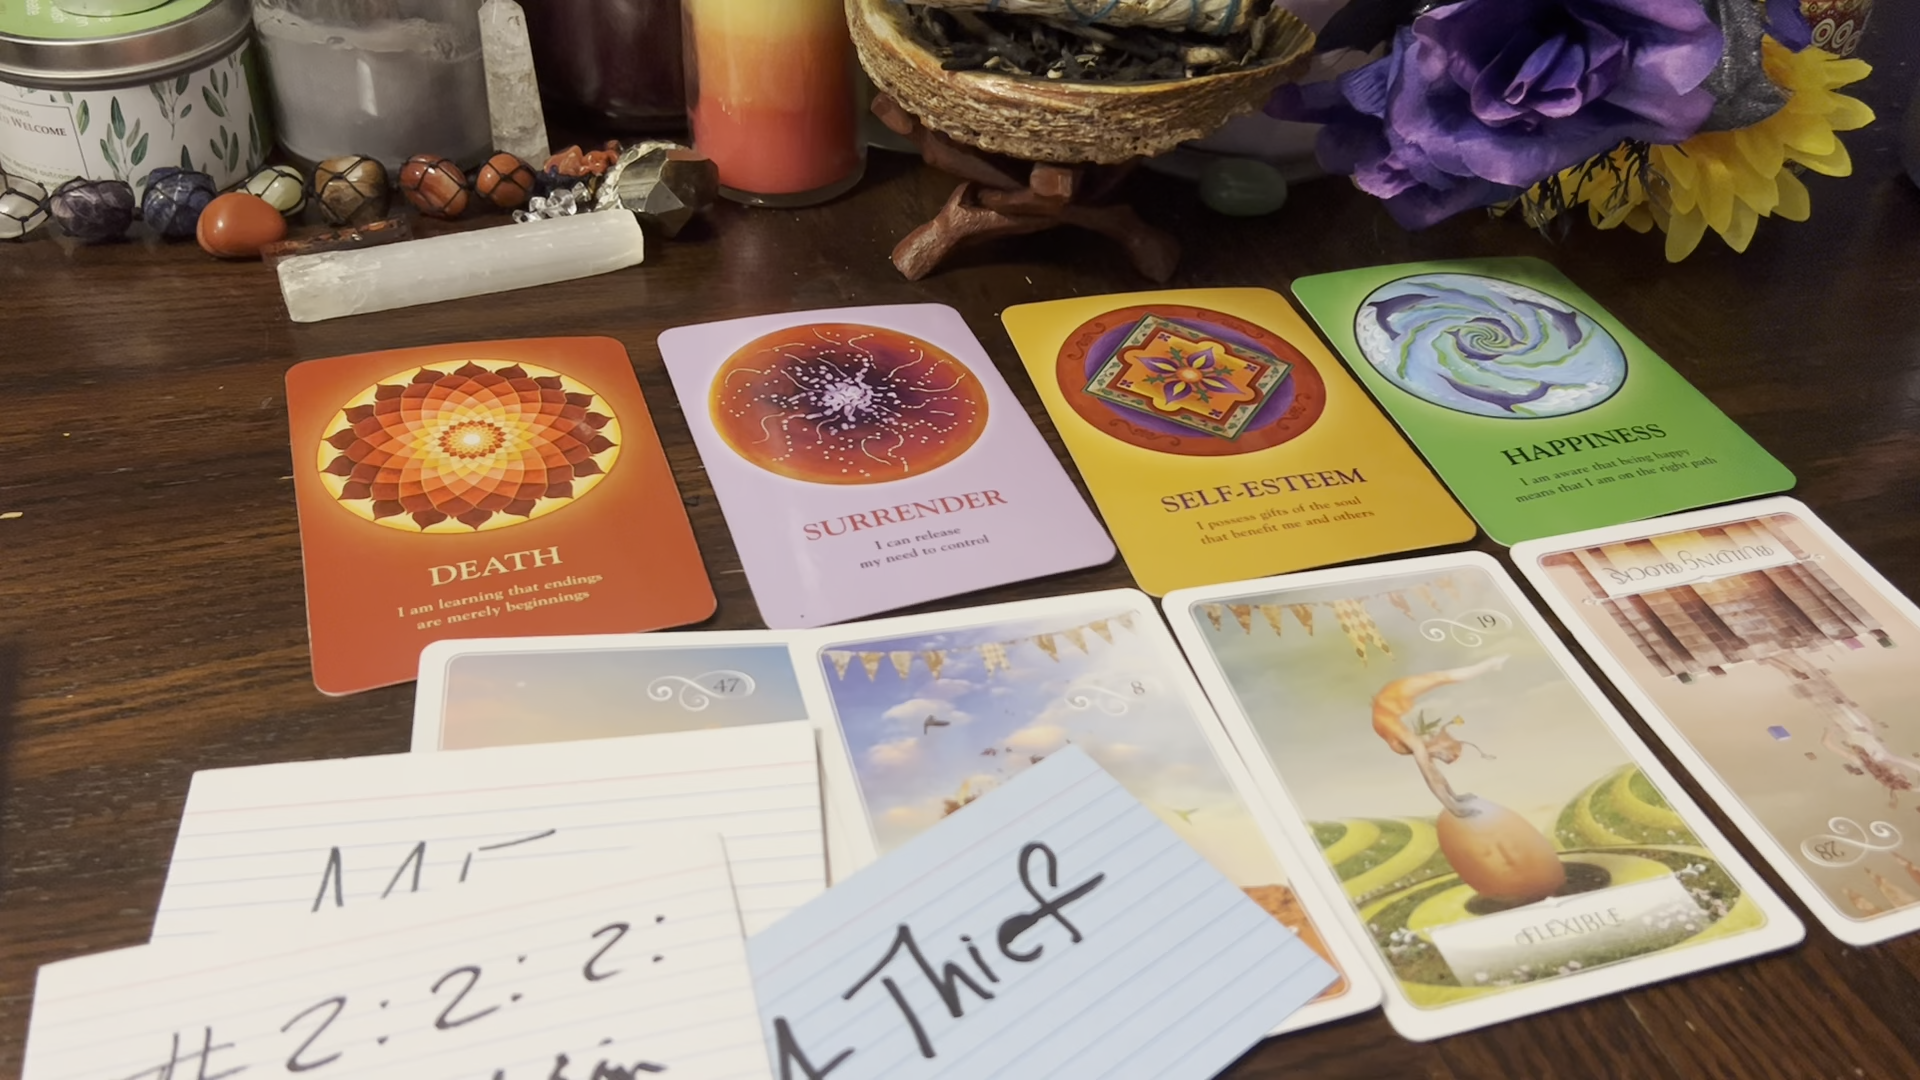 WELCOME
DEATH
I am learning that endings
are merely beginnings
SURRENDER
I can release
my need to control
SELF-ESTEEM
I possess gifts of the soul
that benefit me and others
HAPPINESS
I am aware that being happy
means that I am on the right path
47
8
19
FLEXIBLE
BUILDING BLOCKS
28
# 2: 2: 2:
A Thief